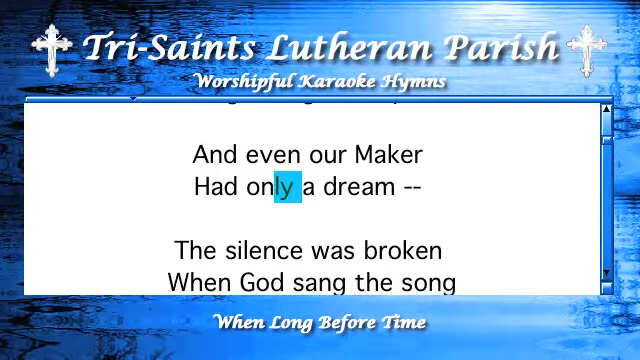 Tri-Saints Lutheran Parish
Worshipful Karaoke Hymns
And even our Maker
Had only a dream --
The silence was broken
When God sang the song
When Long Before Time